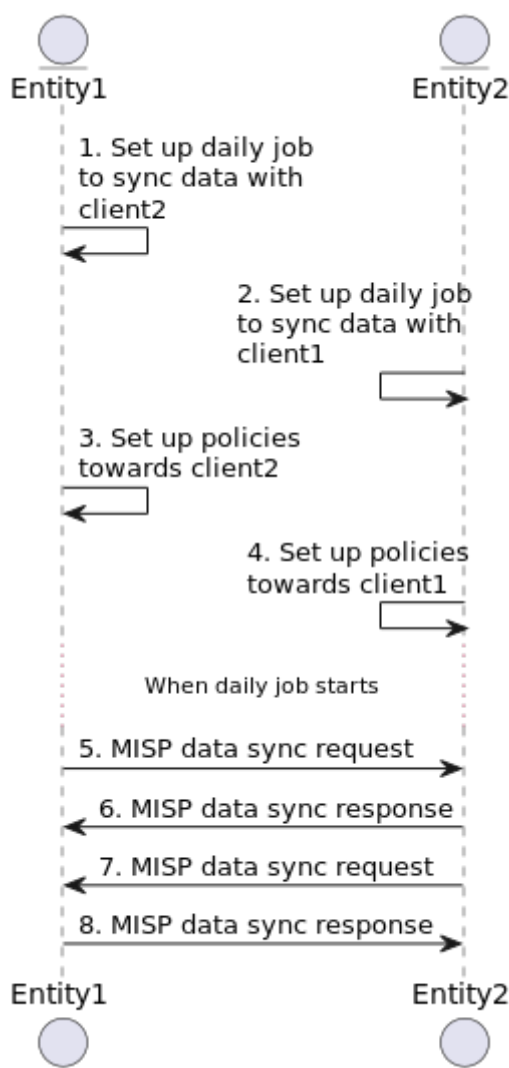 Entity1
Entity2
1. Set up daily job
to sync data with
client2
2. Set up daily job
to sync data with
client1
3. Set up policies
towards client2
4. Set up policies
towards client1
When daily job starts
5. MISP data sync request
6. MISP data sync response
7. MISP data sync request
8. MISP data sync response
Entity1
Entity2